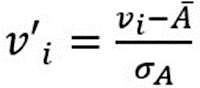 v'ᵢ = (vᵢ − Ā) / σ_A